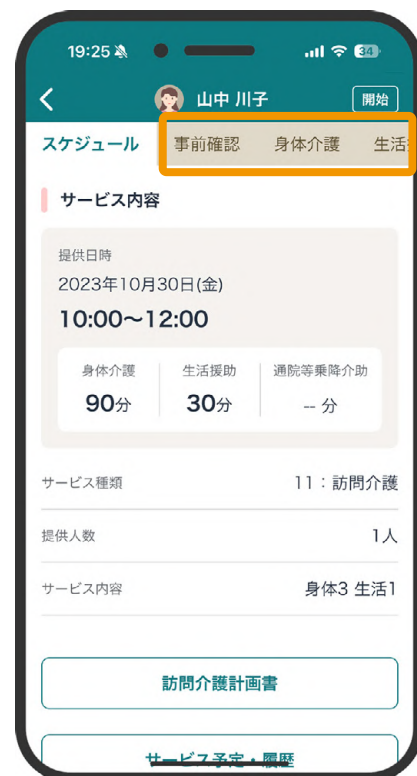 19:25 34
山中 川子 開始
スケジュール 事前確認 身体介護 生活
サービス内容
提供日時
2023年10月30日(金)
10:00〜12:00
身体介護 生活援助 通院等乗降介助
90分 30分 -- 分
サービス種類 11：訪問介護
提供人数 1人
サービス内容 身体3 生活1
訪問介護計画書
サービス予定・履歴